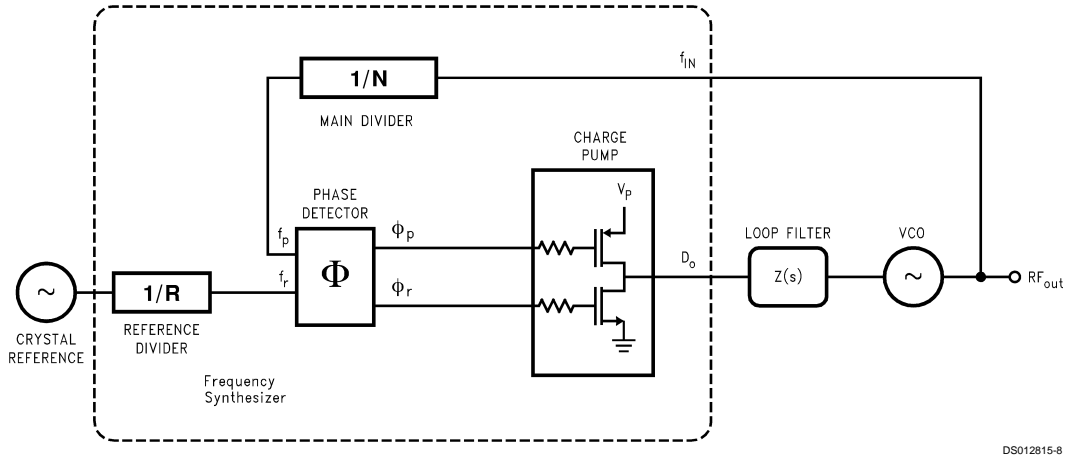 f_IN
1/N
MAIN DIVIDER
CHARGE
PUMP
V_P
PHASE
DETECTOR
f_p
ϕ_p
f_r
Φ
ϕ_r
D_o
LOOP FILTER
Z(s)
VCO
~
RF_out
~
1/R
CRYSTAL
REFERENCE
REFERENCE
DIVIDER
Frequency
Synthesizer
DS012815-8